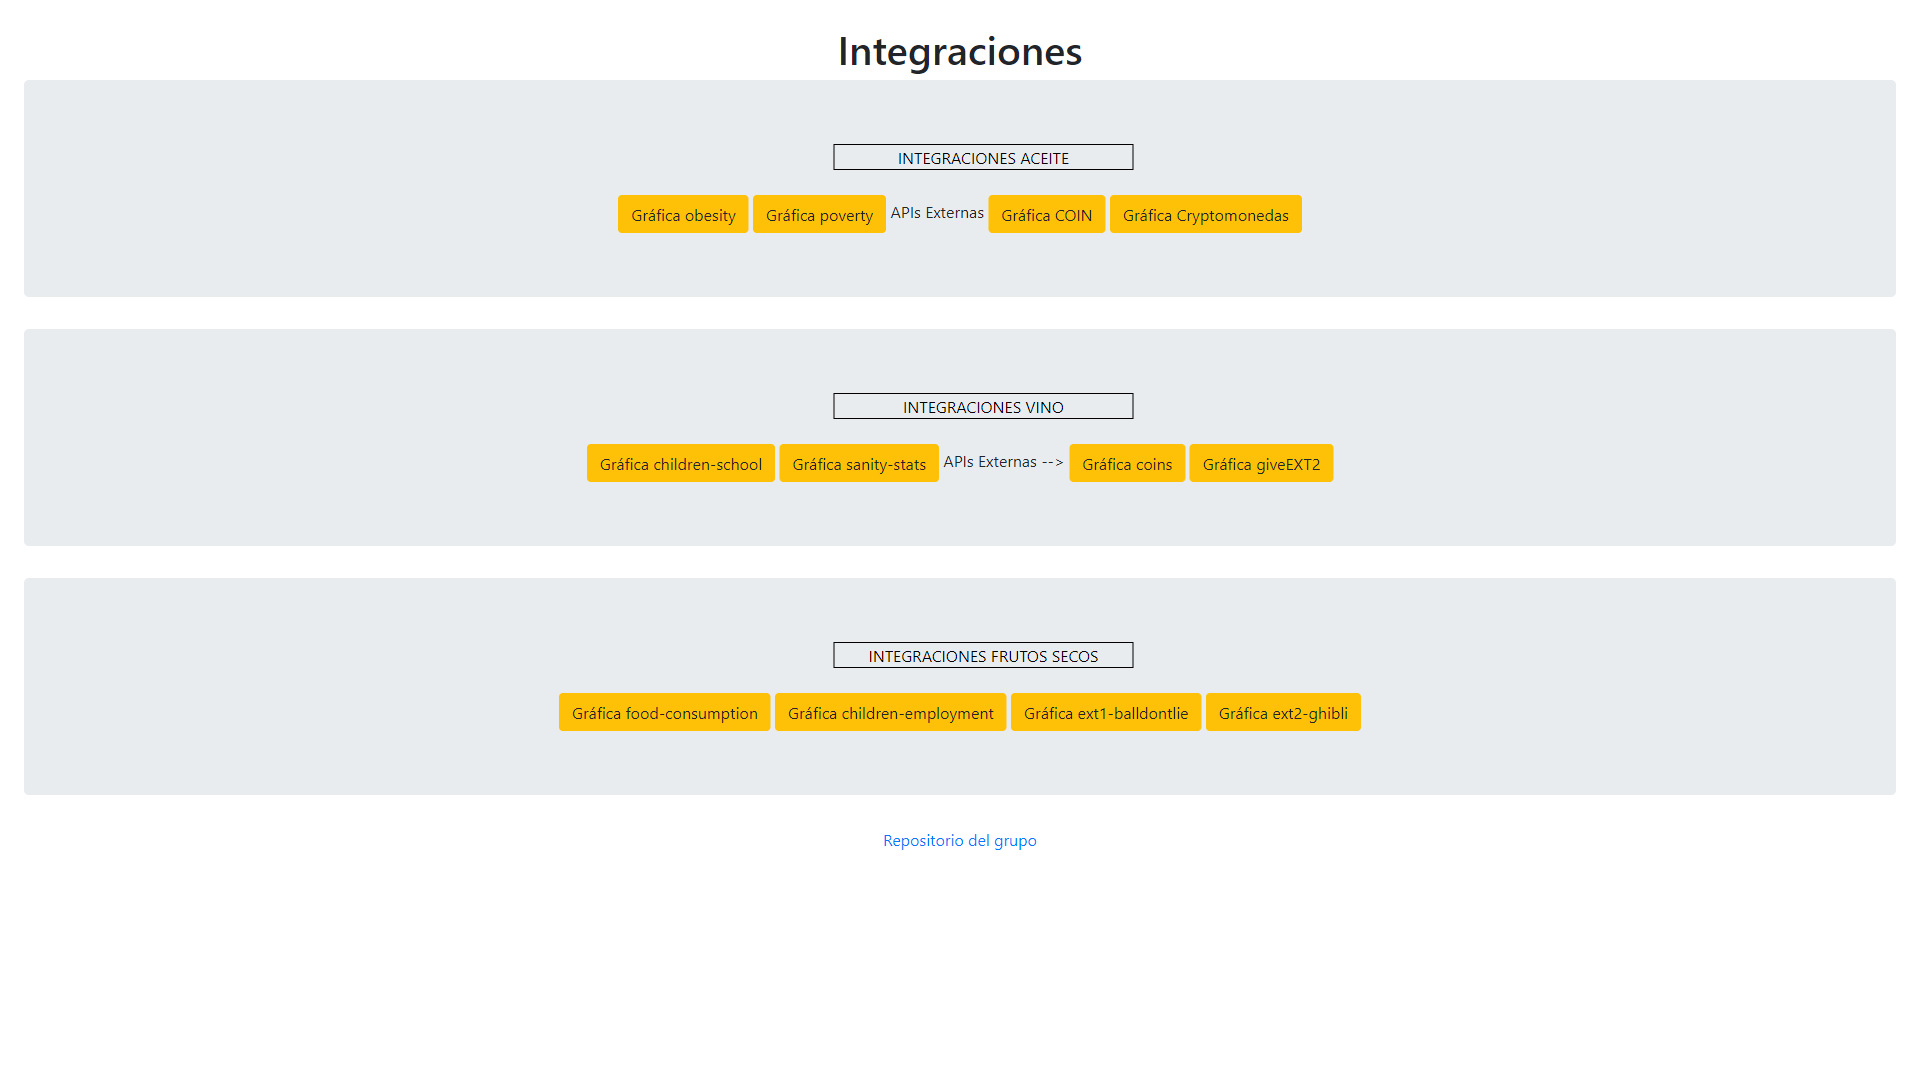 Integraciones
INTEGRACIONES ACEITE
Gráfica obesity Gráfica poverty APIs Externas Gráfica COIN Gráfica Cryptomonedas
INTEGRACIONES VINO
Gráfica children-school Gráfica sanity-stats APIs Externas --> Gráfica coins Gráfica giveEXT2
INTEGRACIONES FRUTOS SECOS
Gráfica food-consumption Gráfica children-employment Gráfica ext1-balldontlie Gráfica ext2-ghibli
Repositorio del grupo